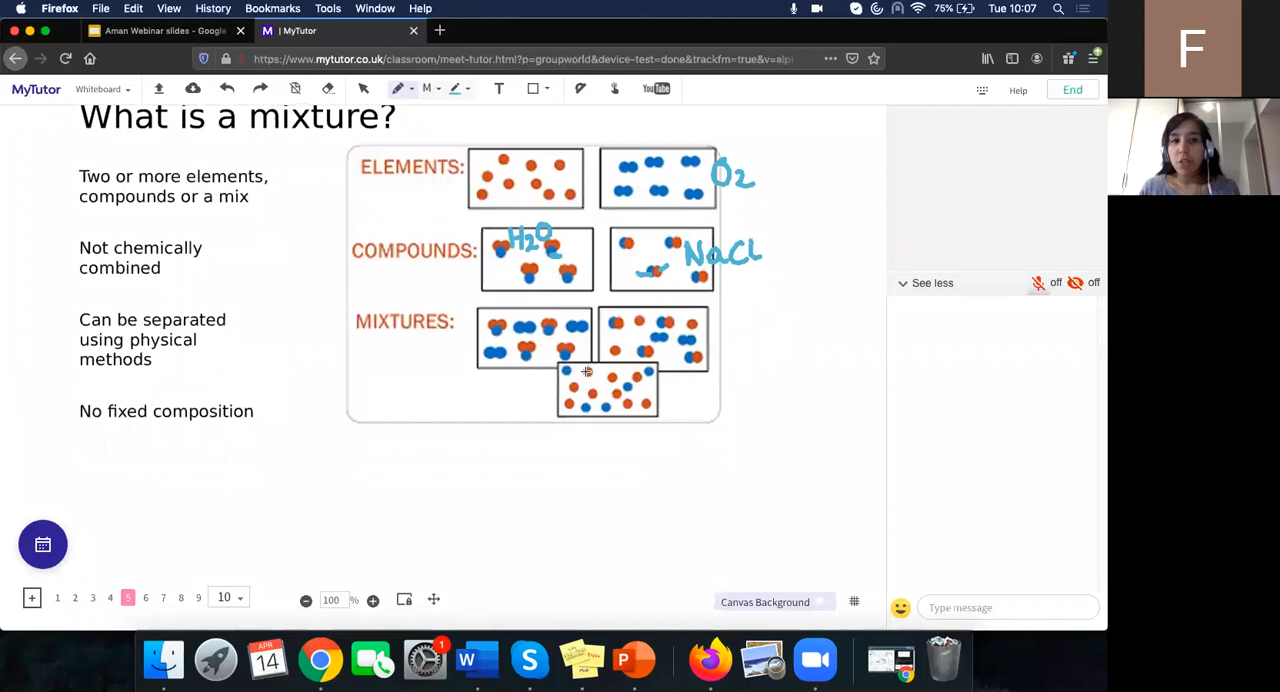 Firefox File Edit View History Bookmarks Tools Window Help 75% Tue 10:07
Aman Webinar slides - Google MyTutor
https://www.mytutor.co.uk/classroom/meet-tutor.html?p=groupworld&device-test=done&trackfm=true&v=alp
MyTutor Whiteboard M T YouTube Help End
What is a mixture?
Two or more elements,
compounds or a mix
Not chemically
combined
Can be separated
using physical
methods
No fixed composition
ELEMENTS:
O2
COMPOUNDS:
H2O
NaCl
MIXTURES:
See less off off
1 2 3 4 5 6 7 8 9 10
100 %
Canvas Background
Type message
F
APR
14
1
W
S
P